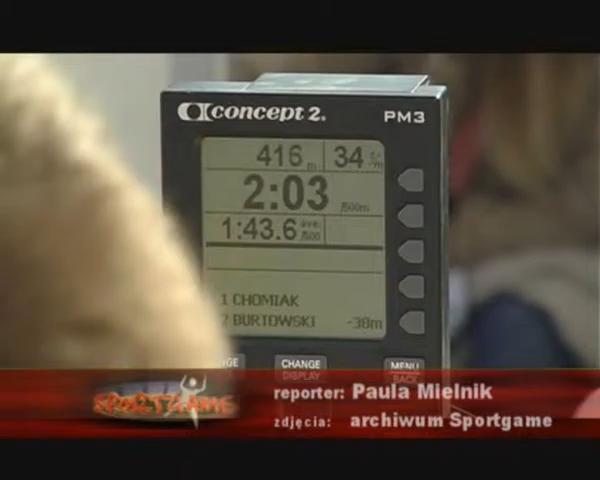 concept 2. PM3
416 m 34 s/m
2:03 /500m
1:43.6 ave /500
1 CHOMIAK
2 BURTOWSKI -38m
CHANGE DISPLAY
MENU BACK
SPORTGAME
reporter: Paula Mielnik
zdjęcia: archiwum Sportgame